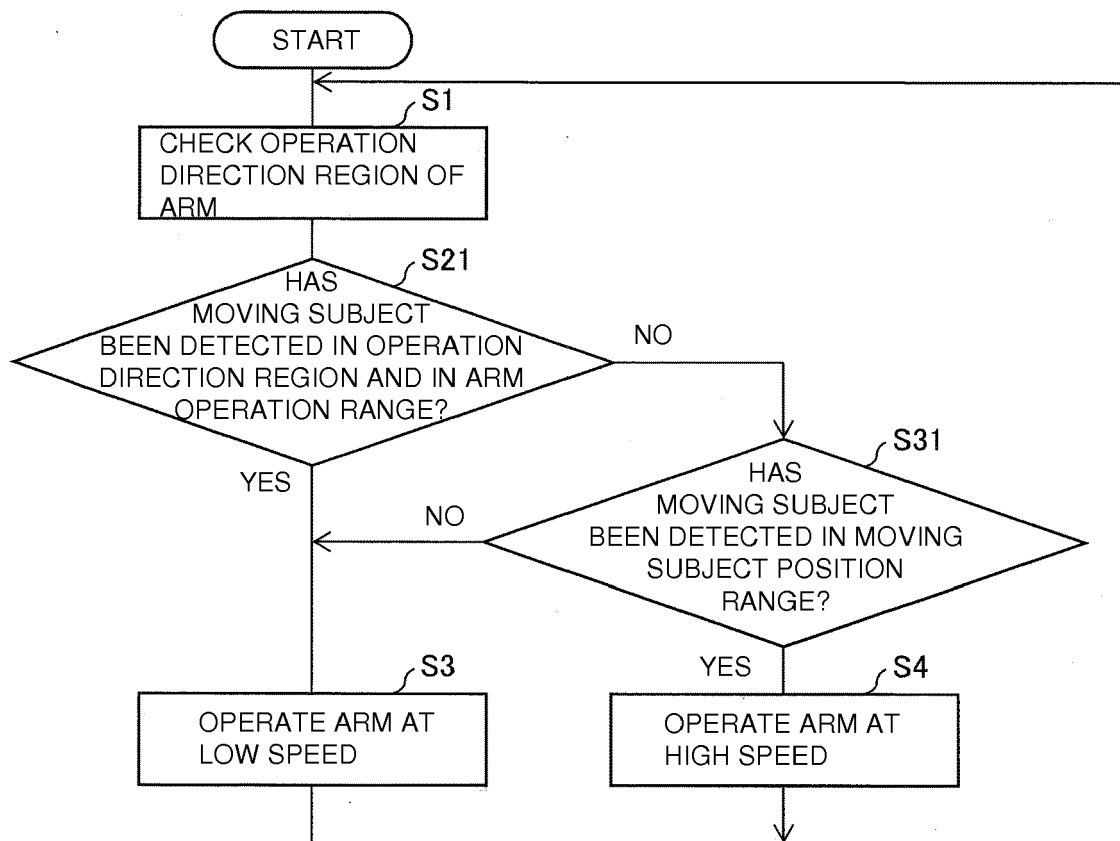 START
S1
CHECK OPERATION
DIRECTION REGION OF
ARM
S21
HAS
MOVING SUBJECT
BEEN DETECTED IN OPERATION
DIRECTION REGION AND IN ARM
OPERATION RANGE?
NO
YES
S31
HAS
MOVING SUBJECT
BEEN DETECTED IN MOVING
SUBJECT POSITION
RANGE?
NO
YES
S3
OPERATE ARM AT
LOW SPEED
S4
OPERATE ARM AT
HIGH SPEED